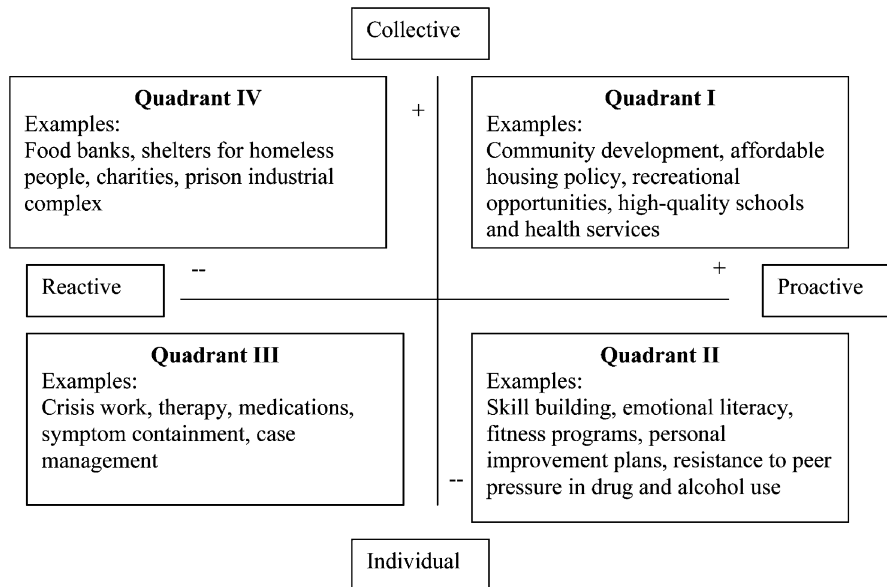 Collective
Quadrant IV
Examples:
Food banks, shelters for homeless
people, charities, prison industrial
complex
+
Quadrant I
Examples:
Community development, affordable
housing policy, recreational
opportunities, high-quality schools
and health services
Reactive
--
+
Proactive
Quadrant III
Examples:
Crisis work, therapy, medications,
symptom containment, case
management
Quadrant II
Examples:
Skill building, emotional literacy,
fitness programs, personal
improvement plans, resistance to peer
pressure in drug and alcohol use
--
Individual